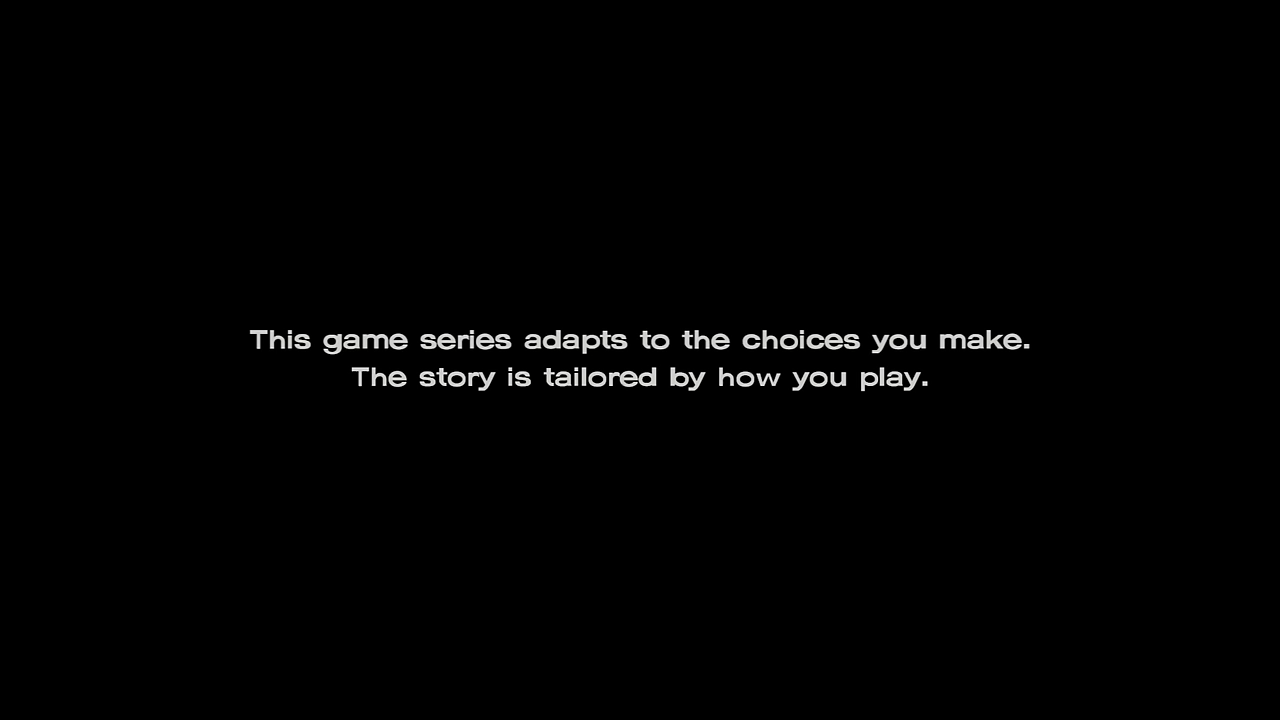 This game series adapts to the choices you make.
The story is tailored by how you play.